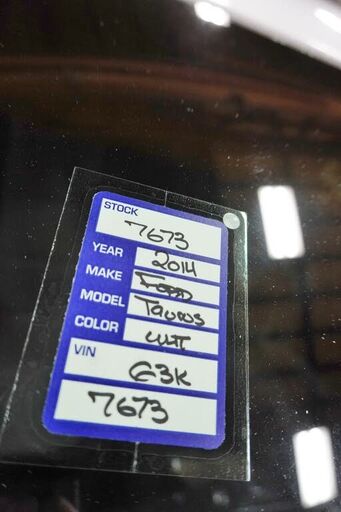 STOCK
7673
YEAR 2014
MAKE FORD
MODEL TAURUS
COLOR WHT
VIN G3K
7673